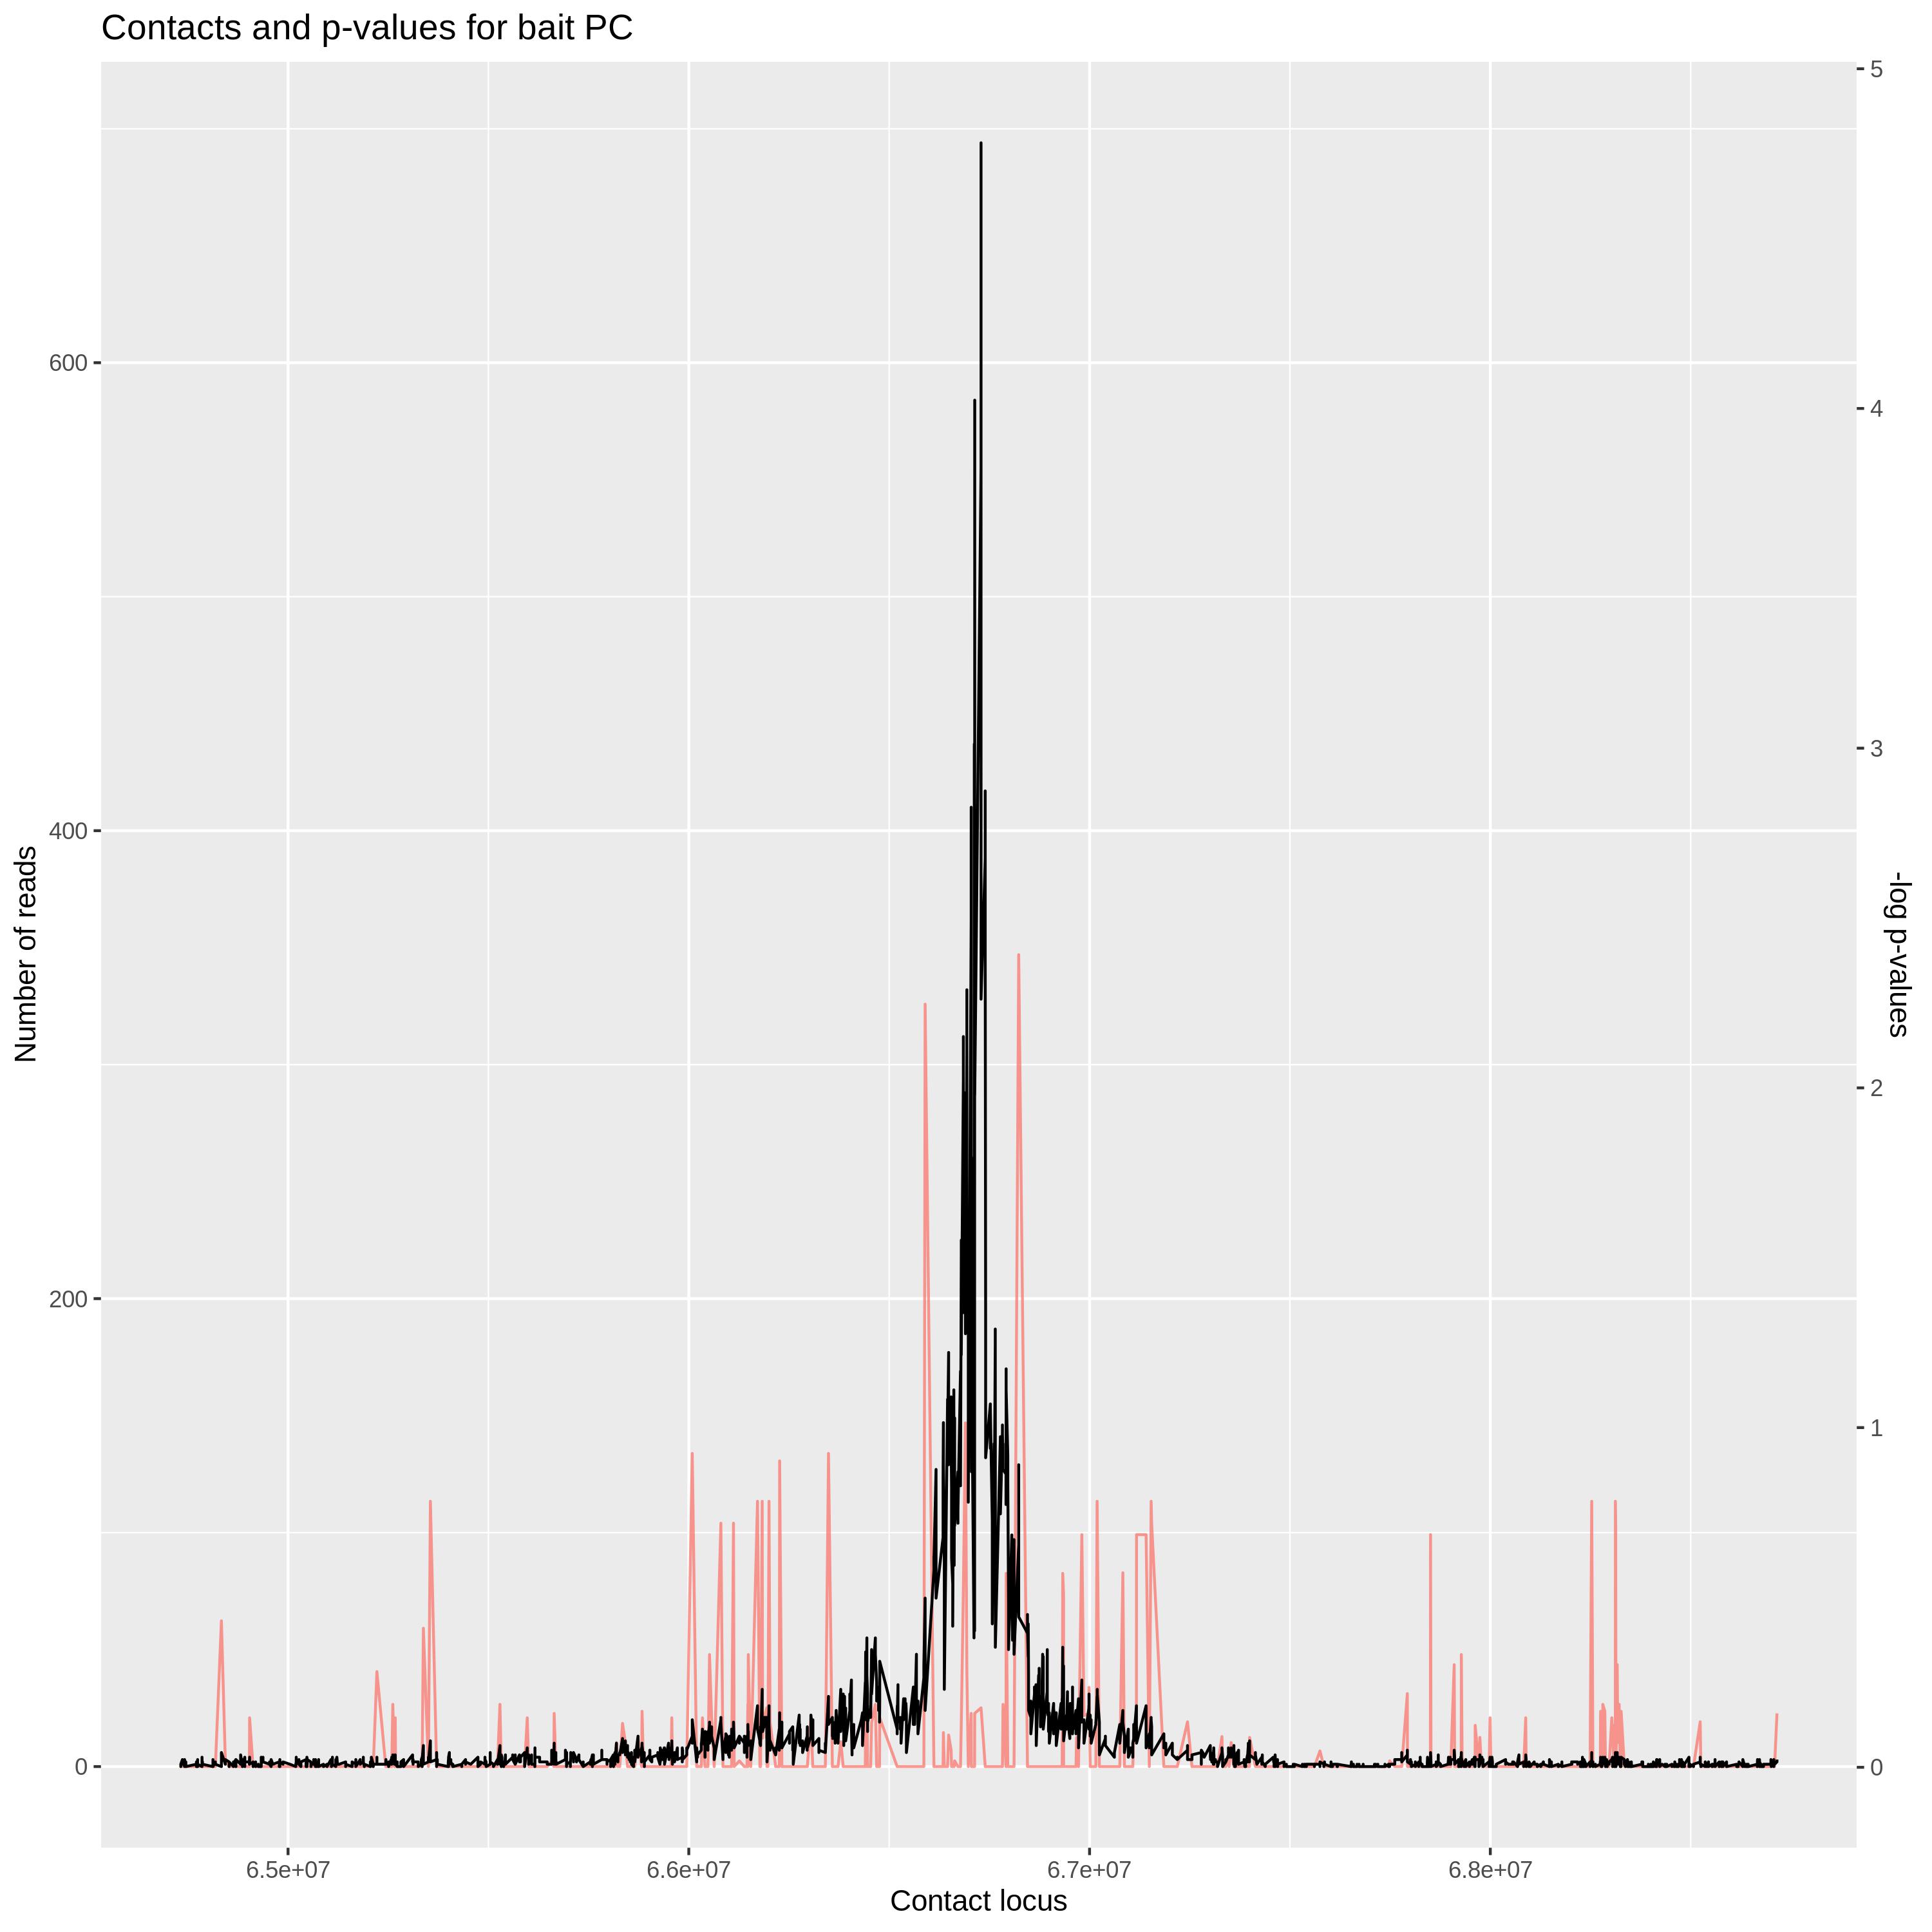 Contacts and p-values for bait PC
5
600
4
3
400
Number of reads
-log p-values
2
200
1
0
0
6.5e+07
6.6e+07
6.7e+07
6.8e+07
Contact locus